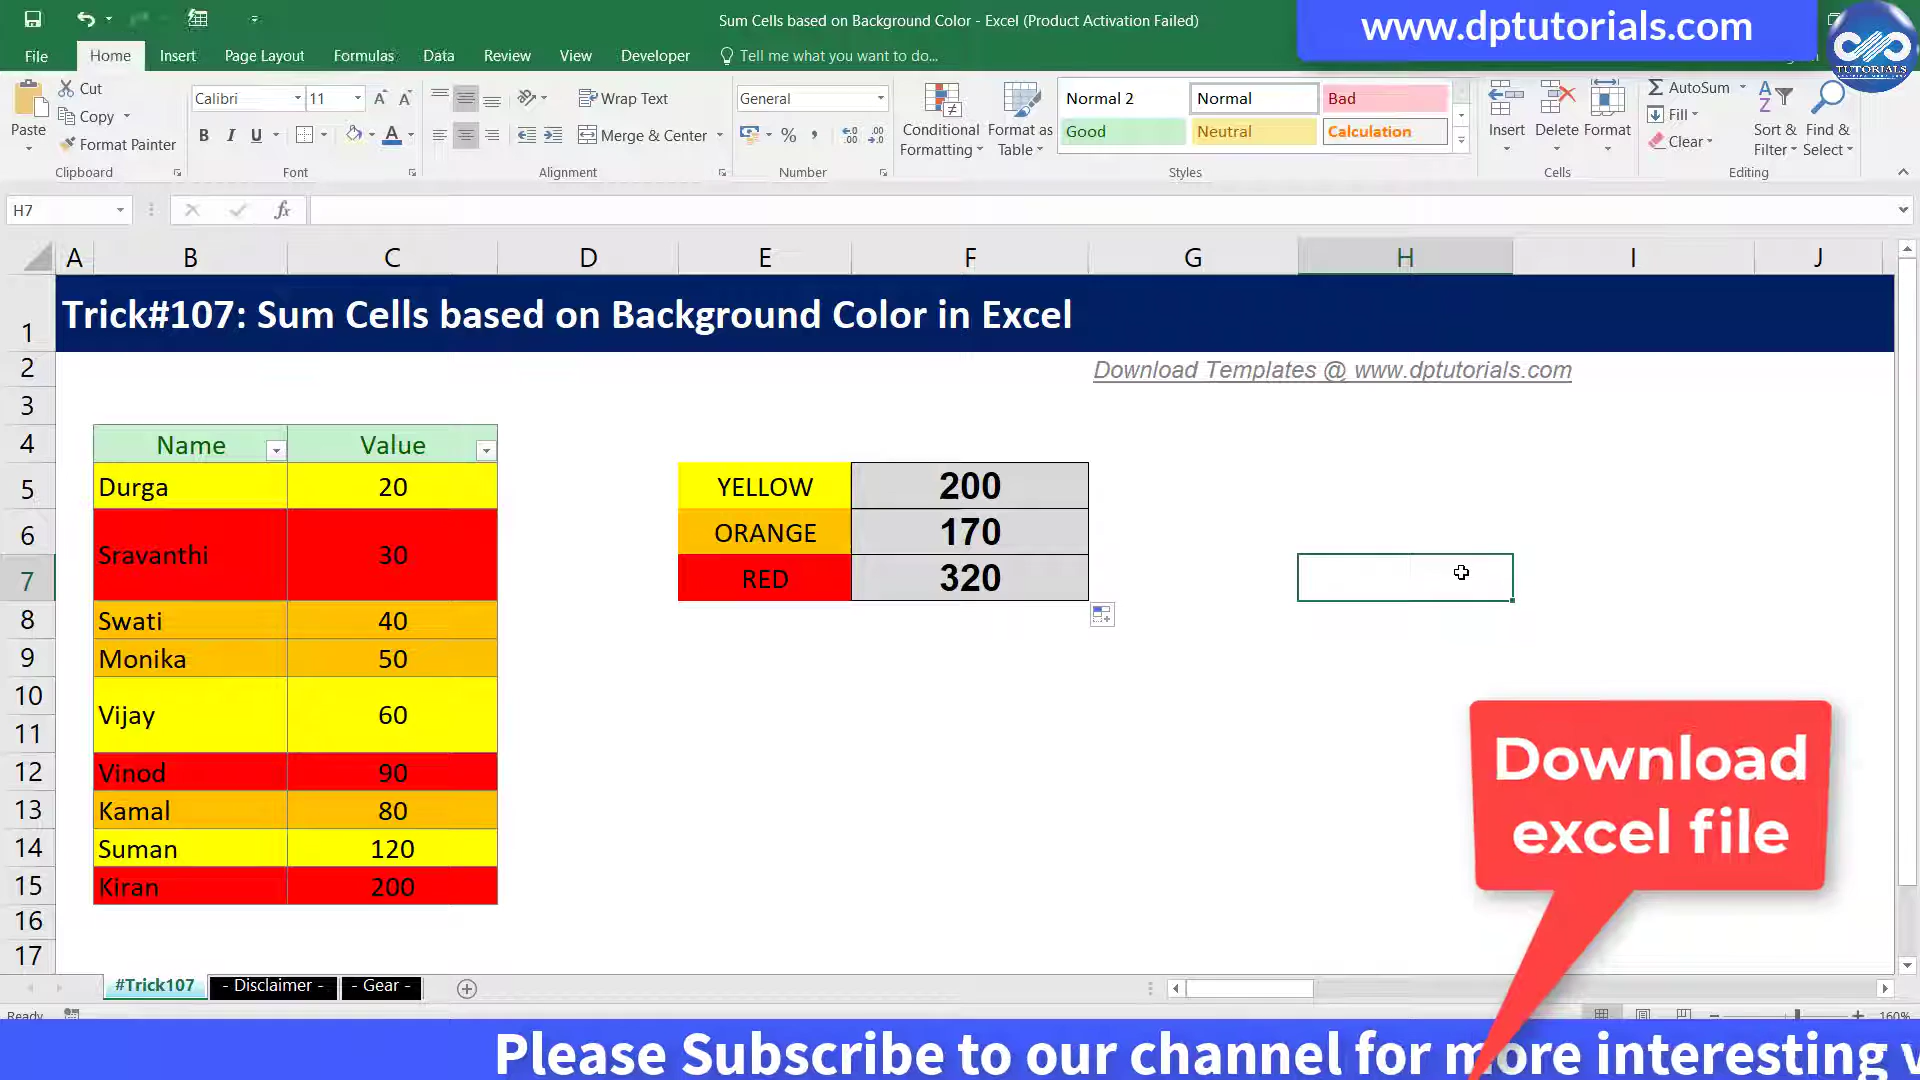 Sum Cells based on Background Color - Excel (Product Activation Failed)
www.dptutorials.com
TUTORIALS
File Home Insert Page Layout Formulas Data Review View Developer Tell me what you want to do...
Paste
Cut
Copy
Format Painter
Clipboard
Calibri 11
B I U
Font
Wrap Text
Merge & Center
Alignment
General
%
Number
Conditional Formatting
Format as Table
Normal 2 Normal Bad
Good Neutral Calculation
Styles
Insert Delete Format
Cells
AutoSum
Fill
Clear
Sort & Filter
Find & Select
Editing
H7
fx
A B C D E F G H I J
1 Trick#107: Sum Cells based on Background Color in Excel
2 Download Templates @ www.dptutorials.com
3
4 Name Value
5 Durga 20 YELLOW 200
6 Sravanthi 30 ORANGE 170
7 RED 320
8 Swati 40
9 Monika 50
10 Vijay 60
11
12 Vinod 90
13 Kamal 80
14 Suman 120
15 Kiran 200
16
17
Download
excel file
#Trick107 - Disclaimer - - Gear -
Ready 160%
Please Subscribe to our channel for more interesting v